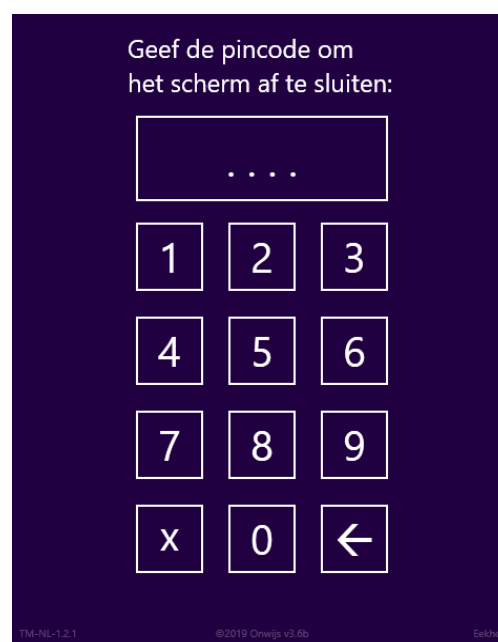 Geef de pincode om
het scherm af te sluiten:
. . . .
1 2 3
4 5 6
7 8 9
x 0 ←
TM-NL-1.2.1 ©2019 Onwijs v3.6b